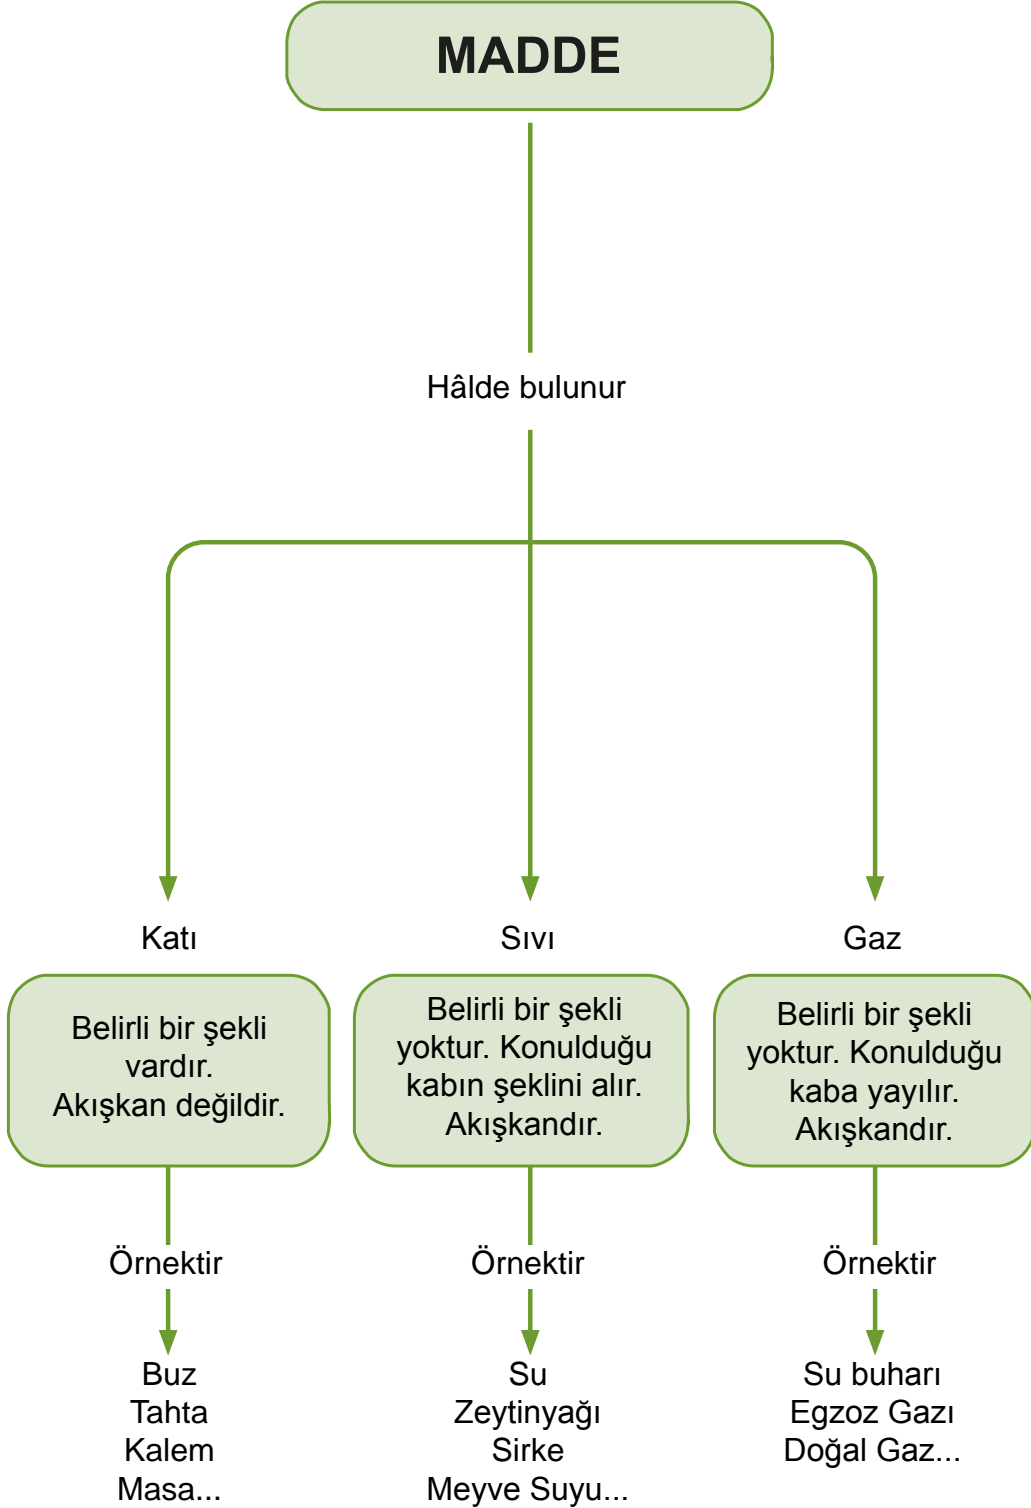 MADDE
Hâlde bulunur
Katı
Belirli bir şekli
vardır.
Akışkan değildir.
Örnektir
Buz
Tahta
Kalem
Masa...
Sıvı
Belirli bir şekli
yoktur. Konulduğu
kabın şeklini alır.
Akışkandır.
Örnektir
Su
Zeytinyağı
Sirke
Meyve Suyu...
Gaz
Belirli bir şekli
yoktur. Konulduğu
kaba yayılır.
Akışkandır.
Örnektir
Su buharı
Egzoz Gazı
Doğal Gaz...